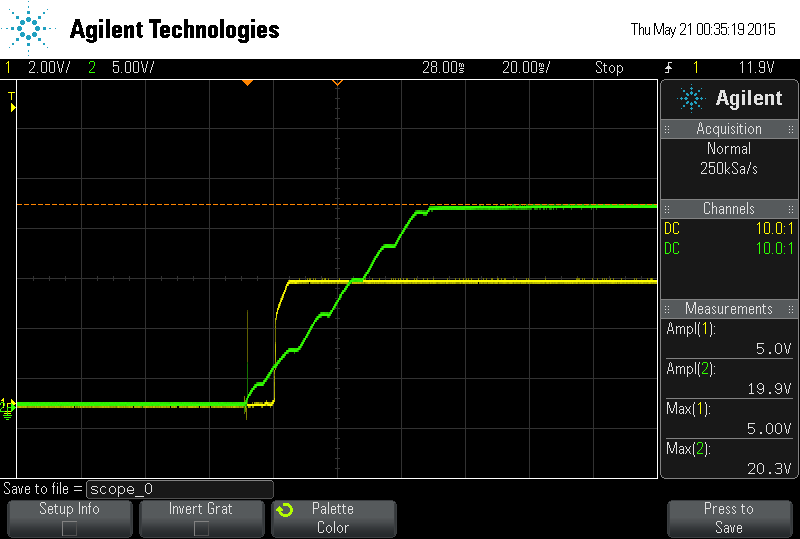 Agilent Technologies
Thu May 21 00:35:19 2015
1 2.00V/ 2 5.00V/ 28.00ms 20.00ms/ Stop 1 11.9V
T
Agilent
Acquisition
Normal
250kSa/s
Channels
DC 10.0:1
DC 10.0:1
Measurements
Ampl(1):
5.0V
Ampl(2):
19.9V
Max(1):
5.00V
Max(2):
20.3V
Save to file = scope_0
Setup Info
Invert Grat
Palette
Color
Press to
Save